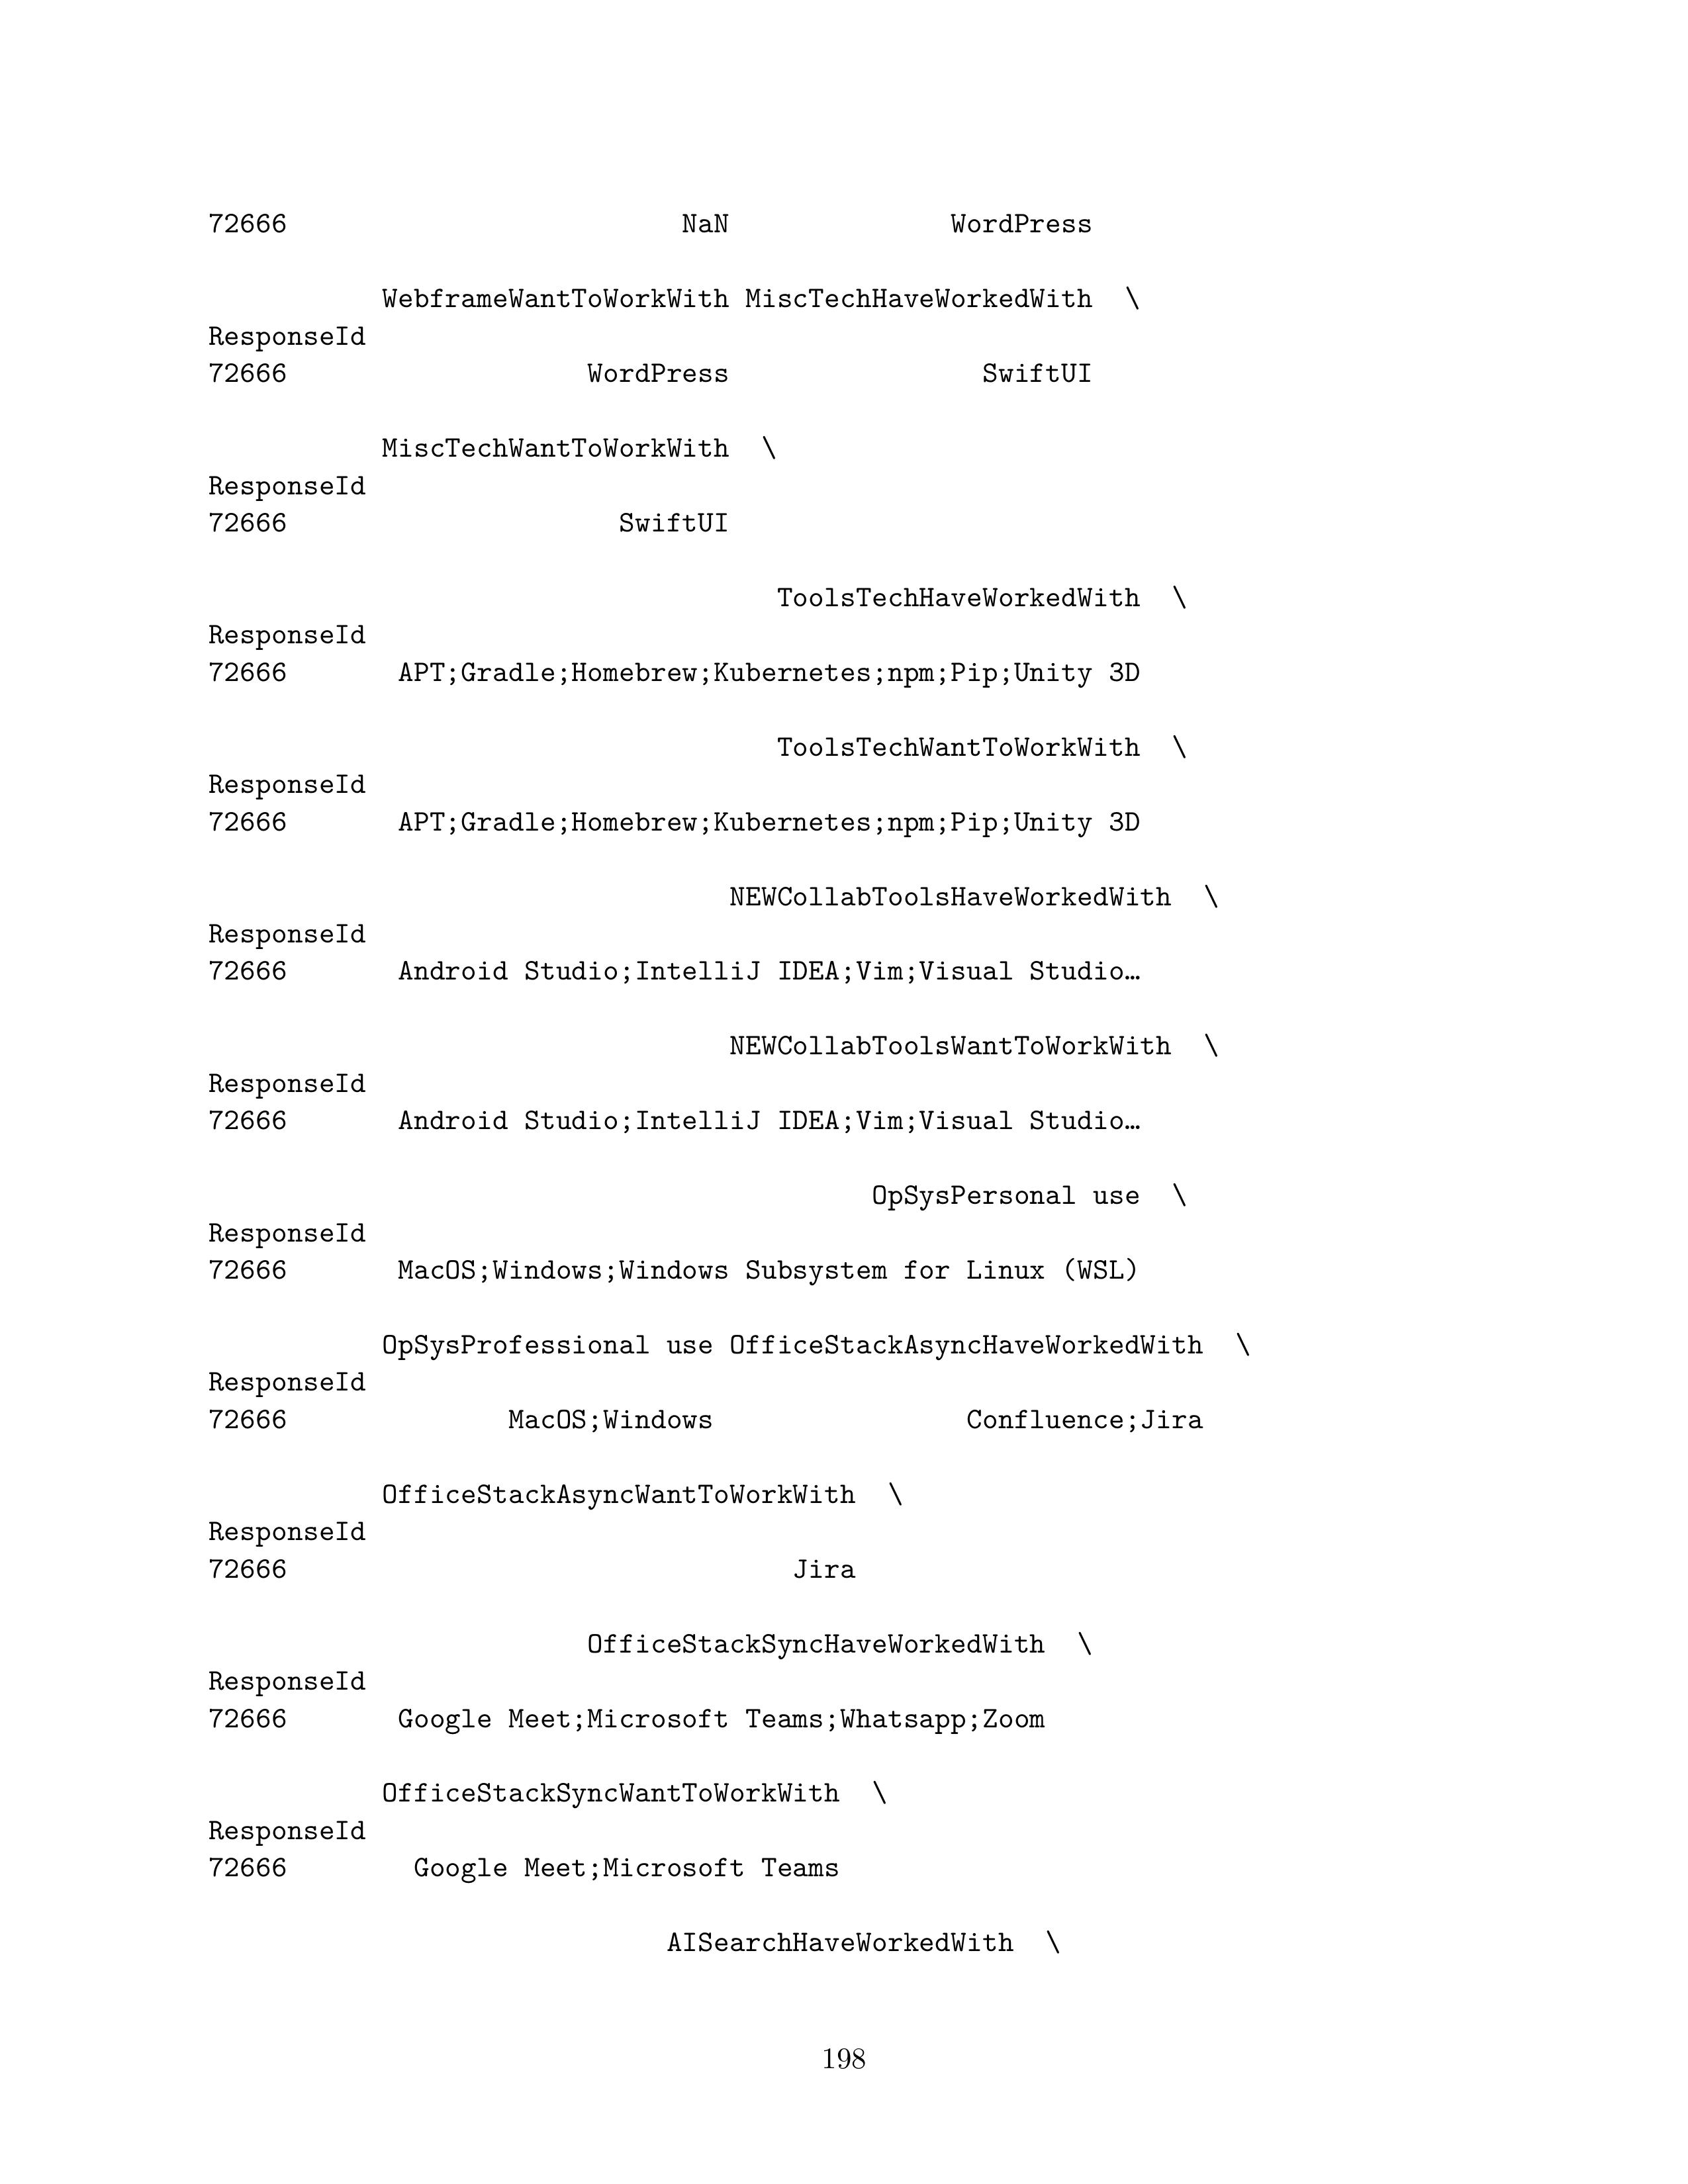 72666 NaN WordPress
WebframeWantToWorkWith MiscTechHaveWorkedWith \
ResponseId
72666 WordPress SwiftUI
MiscTechWantToWorkWith \
ResponseId
72666 SwiftUI
ToolsTechHaveWorkedWith \
ResponseId
72666 APT;Gradle;Homebrew;Kubernetes;npm;Pip;Unity 3D
ToolsTechWantToWorkWith \
ResponseId
72666 APT;Gradle;Homebrew;Kubernetes;npm;Pip;Unity 3D
NEWCollabToolsHaveWorkedWith \
ResponseId
72666 Android Studio;IntelliJ IDEA;Vim;Visual Studio…
NEWCollabToolsWantToWorkWith \
ResponseId
72666 Android Studio;IntelliJ IDEA;Vim;Visual Studio…
OpSysPersonal use \
ResponseId
72666 MacOS;Windows;Windows Subsystem for Linux (WSL)
OpSysProfessional use OfficeStackAsyncHaveWorkedWith \
ResponseId
72666 MacOS;Windows Confluence;Jira
OfficeStackAsyncWantToWorkWith \
ResponseId
72666 Jira
OfficeStackSyncHaveWorkedWith \
ResponseId
72666 Google Meet;Microsoft Teams;Whatsapp;Zoom
OfficeStackSyncWantToWorkWith \
ResponseId
72666 Google Meet;Microsoft Teams
AISearchHaveWorkedWith \
198